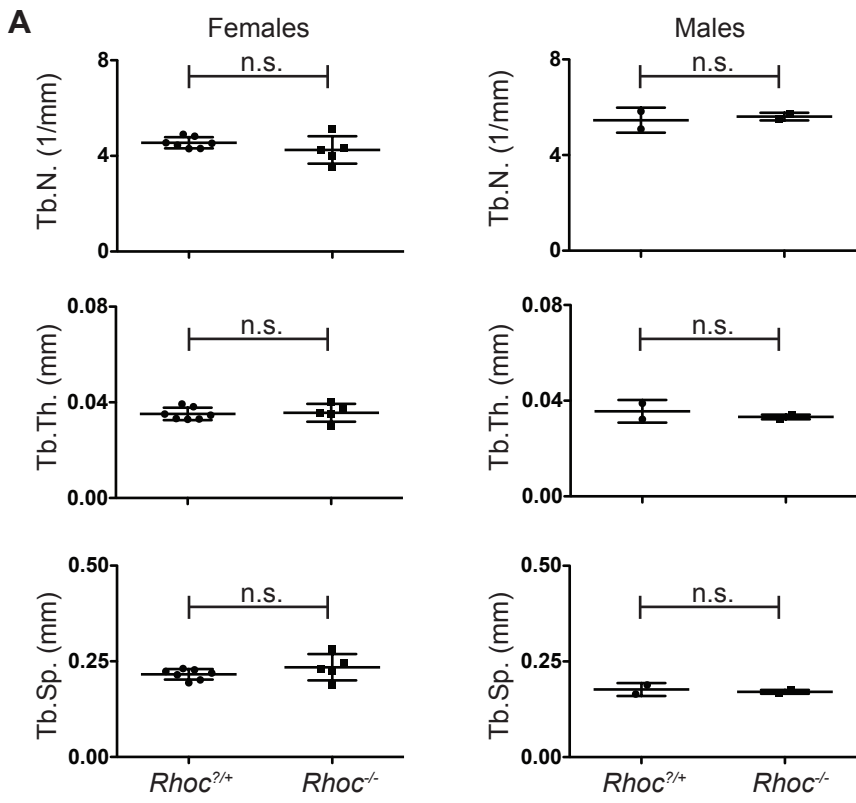 A
Females
Males
n.s.
n.s.
Tb.N. (1/mm)
8
4
0
Tb.N. (1/mm)
8
4
0
n.s.
n.s.
Tb.Th. (mm)
0.08
0.04
0.00
Tb.Th. (mm)
0.08
0.04
0.00
n.s.
n.s.
Tb.Sp. (mm)
0.50
0.25
0.00
Tb.Sp. (mm)
0.50
0.25
0.00
Rhoc?/+
Rhoc-/-
Rhoc?/+
Rhoc-/-